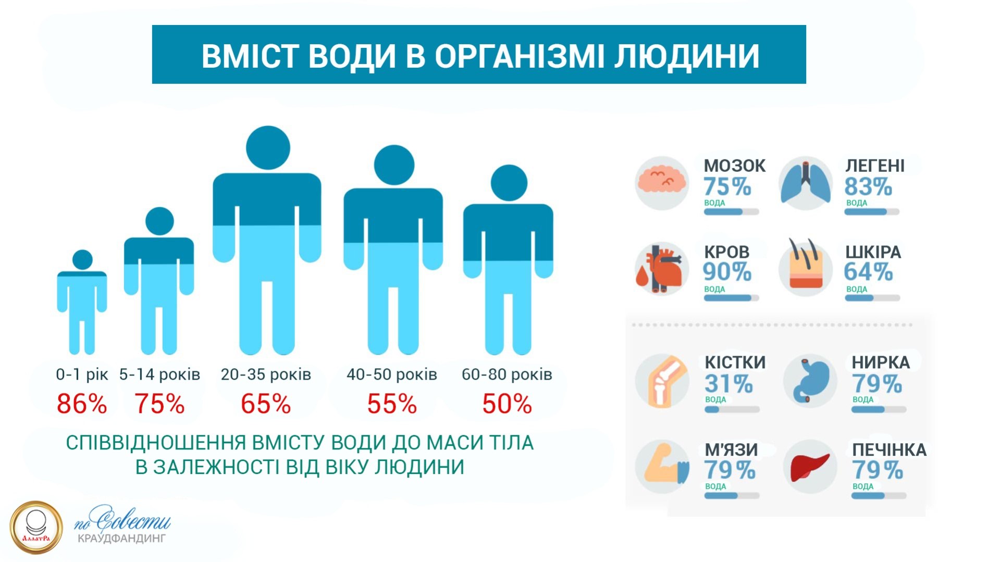 ВМІСТ ВОДИ В ОРГАНІЗМІ ЛЮДИНИ
0-1 рік 5-14 років 20-35 років 40-50 років 60-80 років
86% 75% 65% 55% 50%
СПІВВІДНОШЕННЯ ВМІСТУ ВОДИ ДО МАСИ ТІЛА
В ЗАЛЕЖНОСТІ ВІД ВІКУ ЛЮДИНИ
МОЗОК
75%
ВОДА
ЛЕГЕНІ
83%
ВОДА
КРОВ
90%
ВОДА
ШКІРА
64%
ВОДА
КІСТКИ
31%
ВОДА
НИРКА
79%
ВОДА
М'ЯЗИ
79%
ВОДА
ПЕЧІНКА
79%
ВОДА
АллатРа
по Совести
КРАУДФАНДИНГ